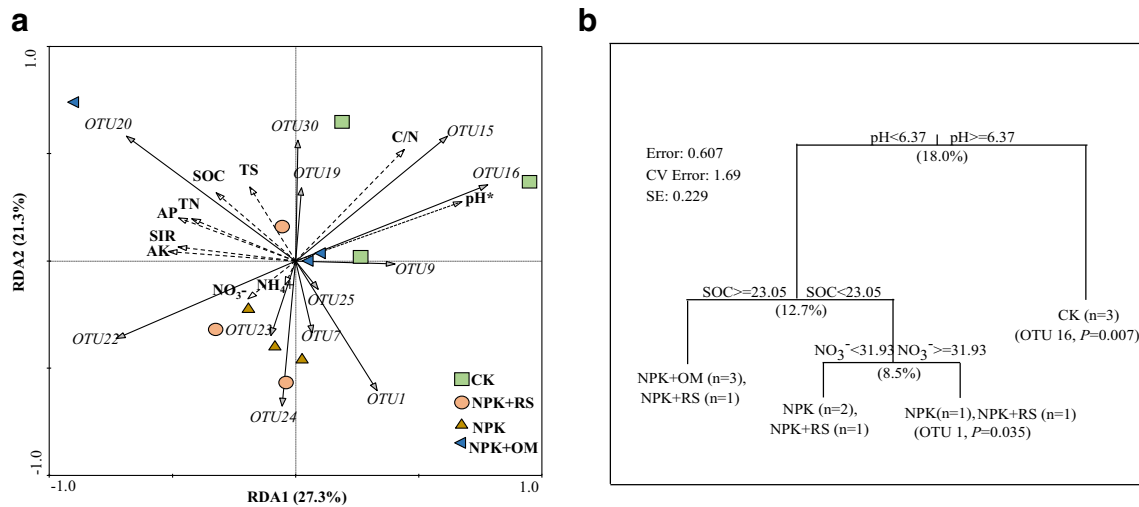 a
1.0
OTU20
OTU30
C/N
OTU15
SOC
TS
OTU19
OTU16
pH*
AP
TN
SIR
AK
OTU9
NO3-
NH4+
OTU25
OTU22
OTU23
OTU7
OTU24
OTU1
CK
NPK+RS
NPK
NPK+OM
RDA2 (21.3%)
-1.0
-1.0
1.0
RDA1 (27.3%)
b
Error: 0.607
CV Error: 1.69
SE: 0.229
pH<6.37 pH>=6.37
(18.0%)
SOC>=23.05 SOC<23.05
(12.7%)
CK (n=3)
(OTU 16, P=0.007)
NO3-<31.93 NO3->=31.93
(8.5%)
NPK+OM (n=3),
NPK+RS (n=1)
NPK (n=2),
NPK+RS (n=1)
NPK(n=1), NPK+RS (n=1)
(OTU 1, P=0.035)